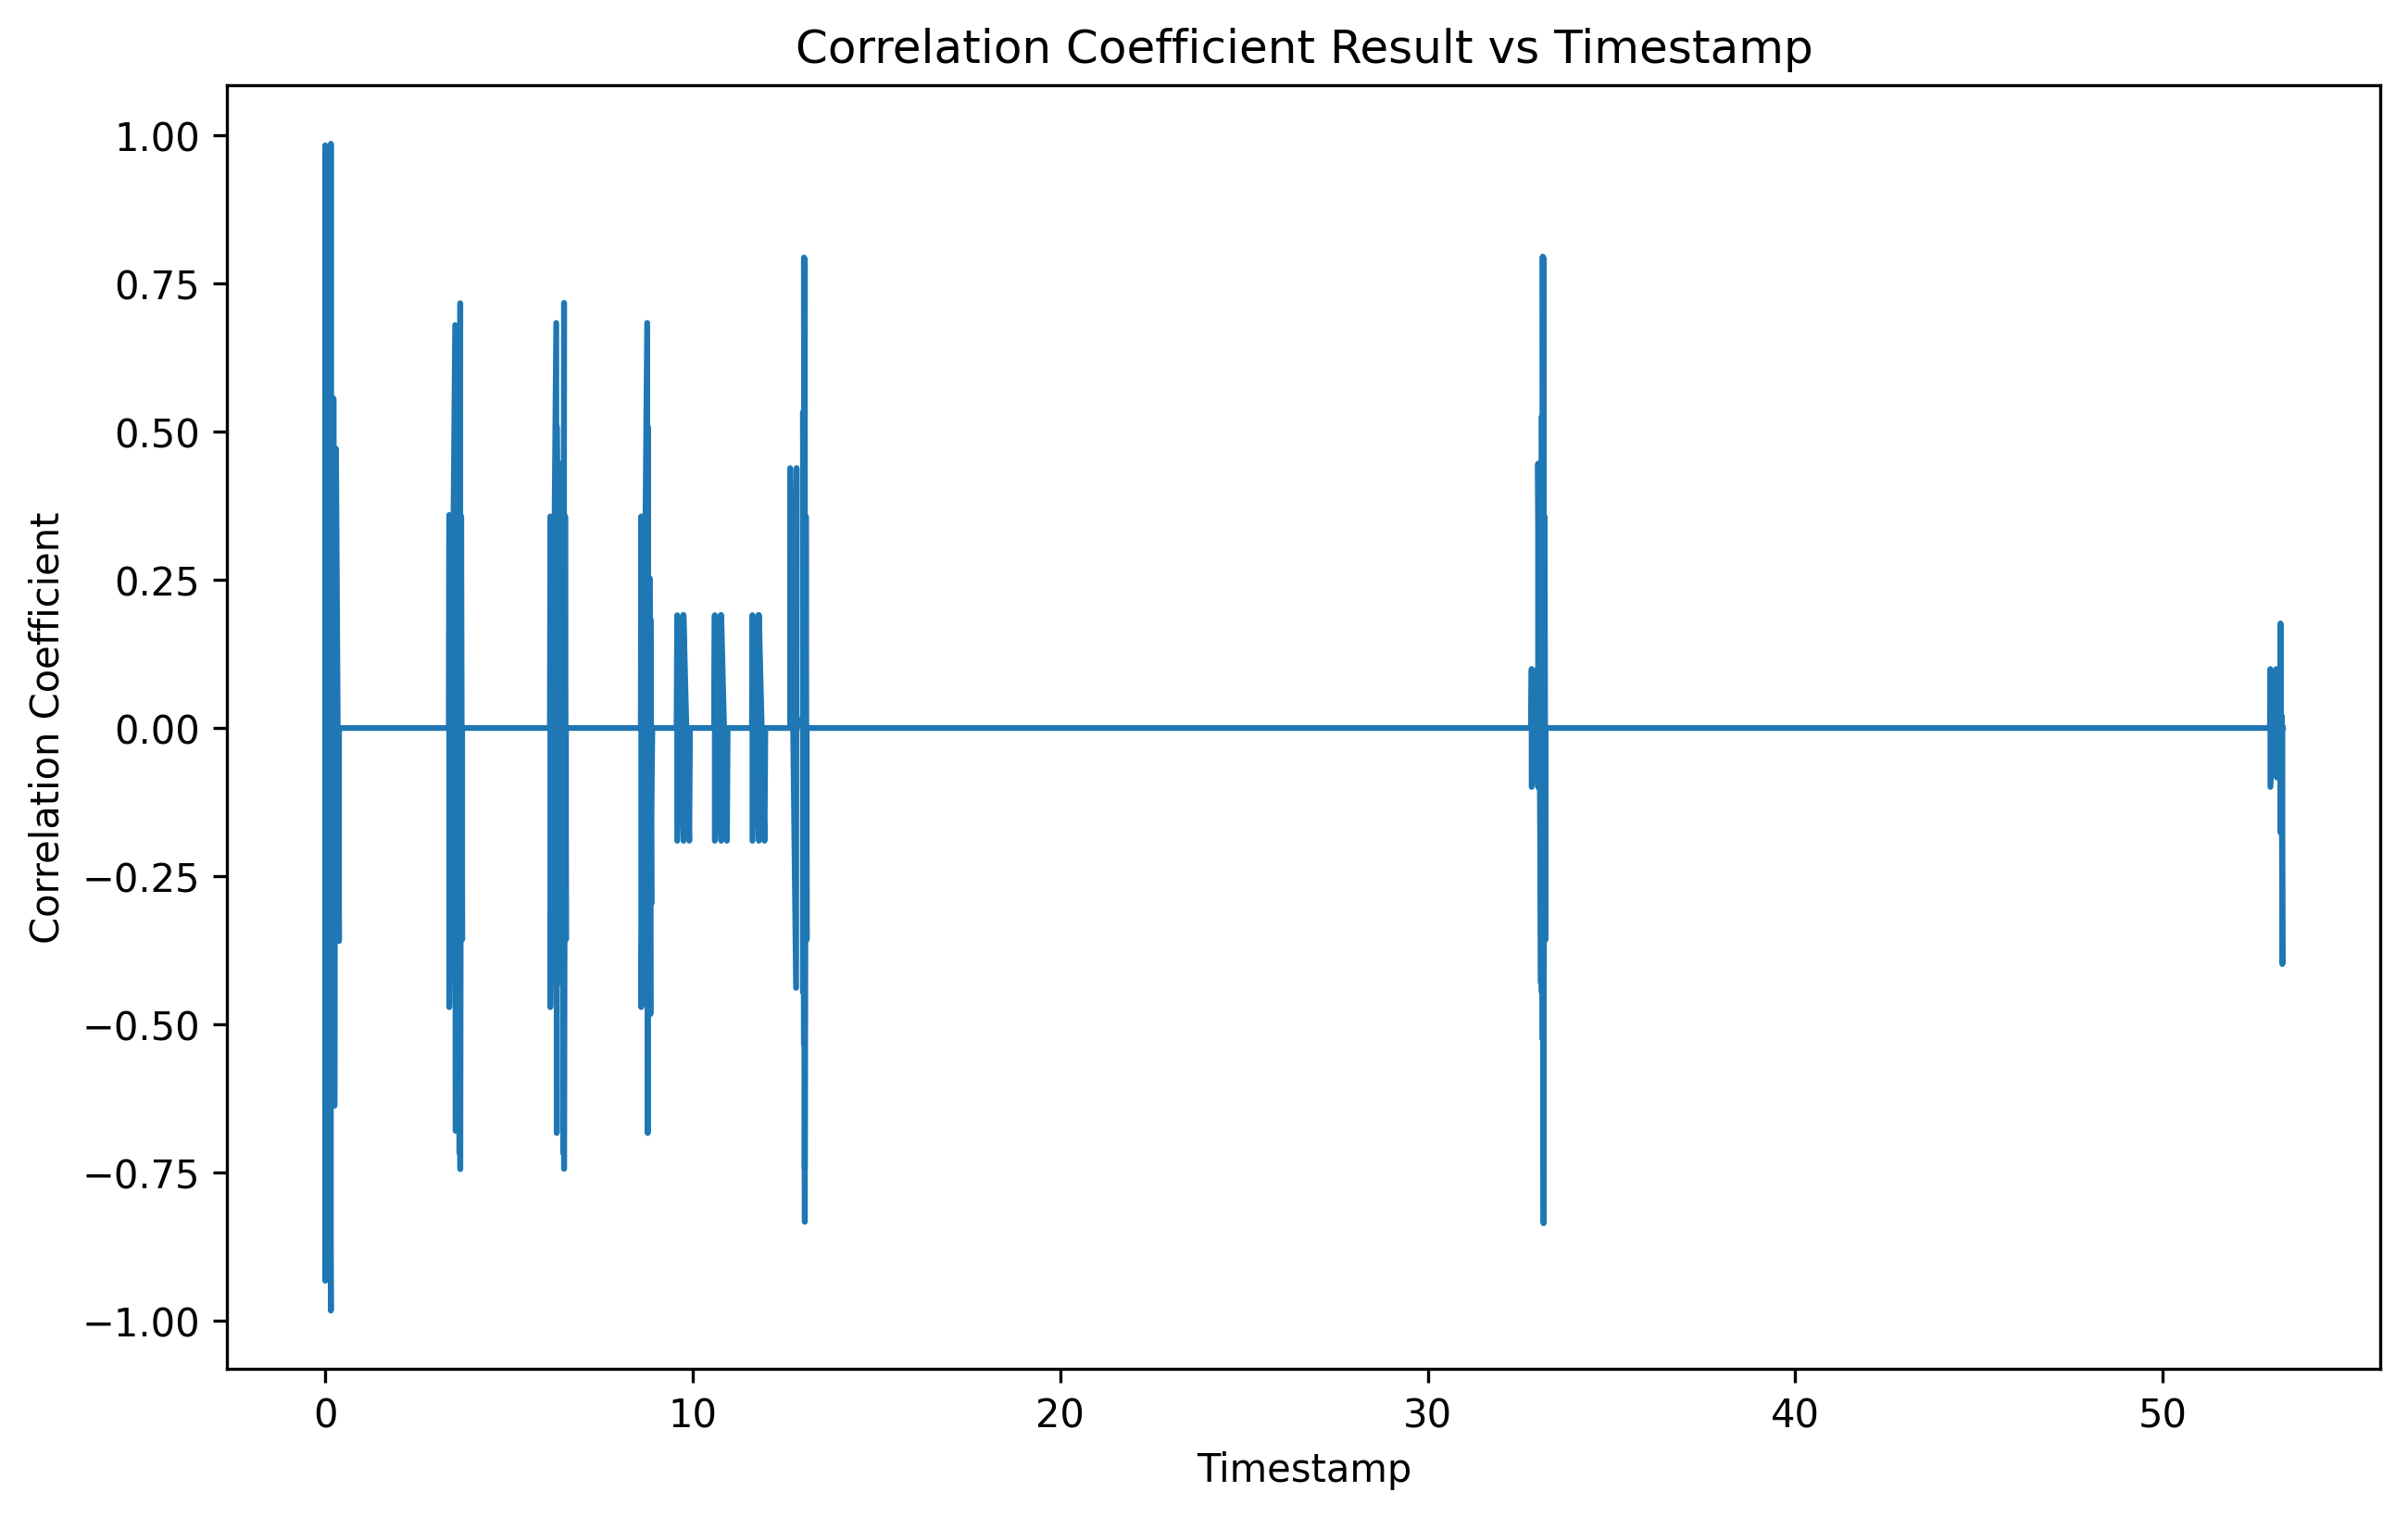 Correlation Coefficient Result vs Timestamp
Correlation Coefficient
1.00
0.75
0.50
0.25
0.00
−0.25
−0.50
−0.75
−1.00
0 10 20 30 40 50
Timestamp